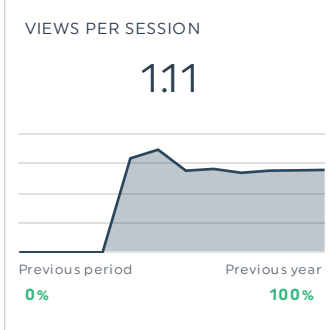 VIEWS PER SESSION
1.11
Previous period
Previous year
0%
100%